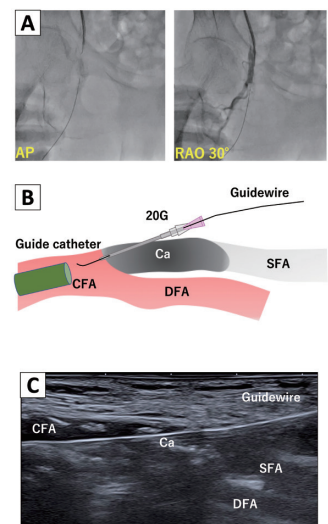 A
AP
RAO 30°
B
Guidewire
20G
Guide catheter
Ca
SFA
CFA
DFA
C
Guidewire
CFA
Ca
SFA
DFA